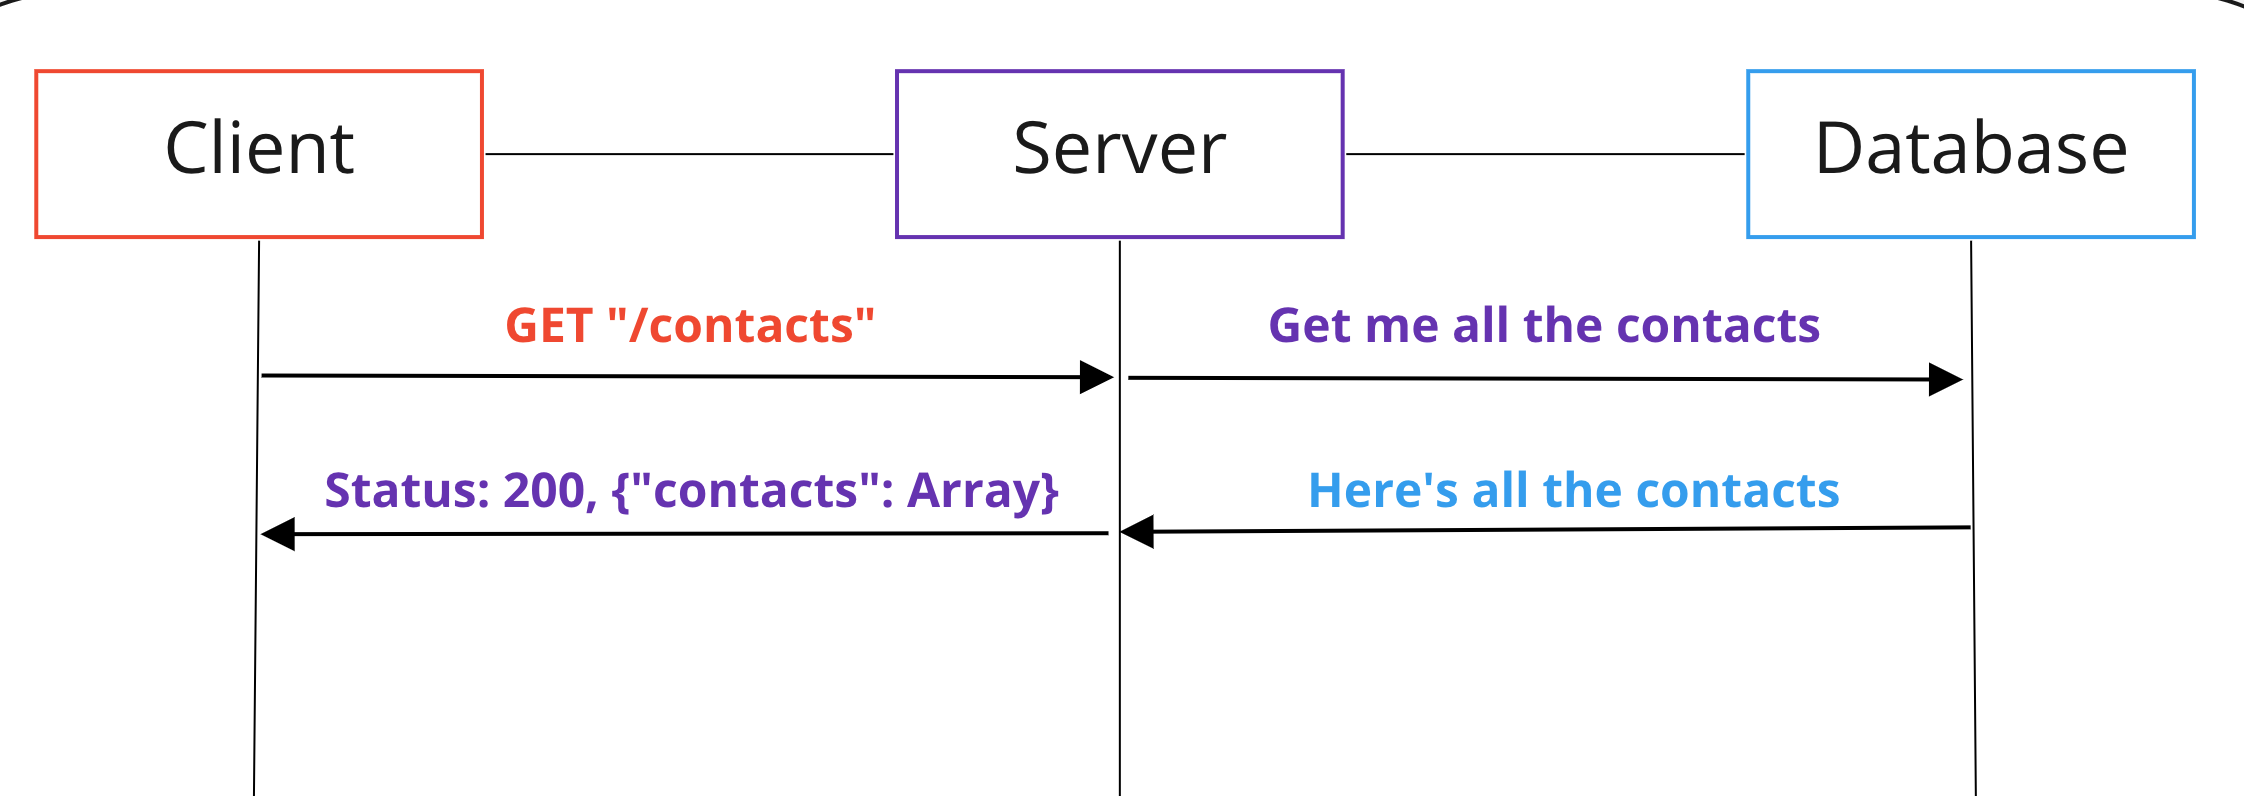 Client
Server
Database
GET "/contacts"
Get me all the contacts
Status: 200, {"contacts": Array}
Here's all the contacts